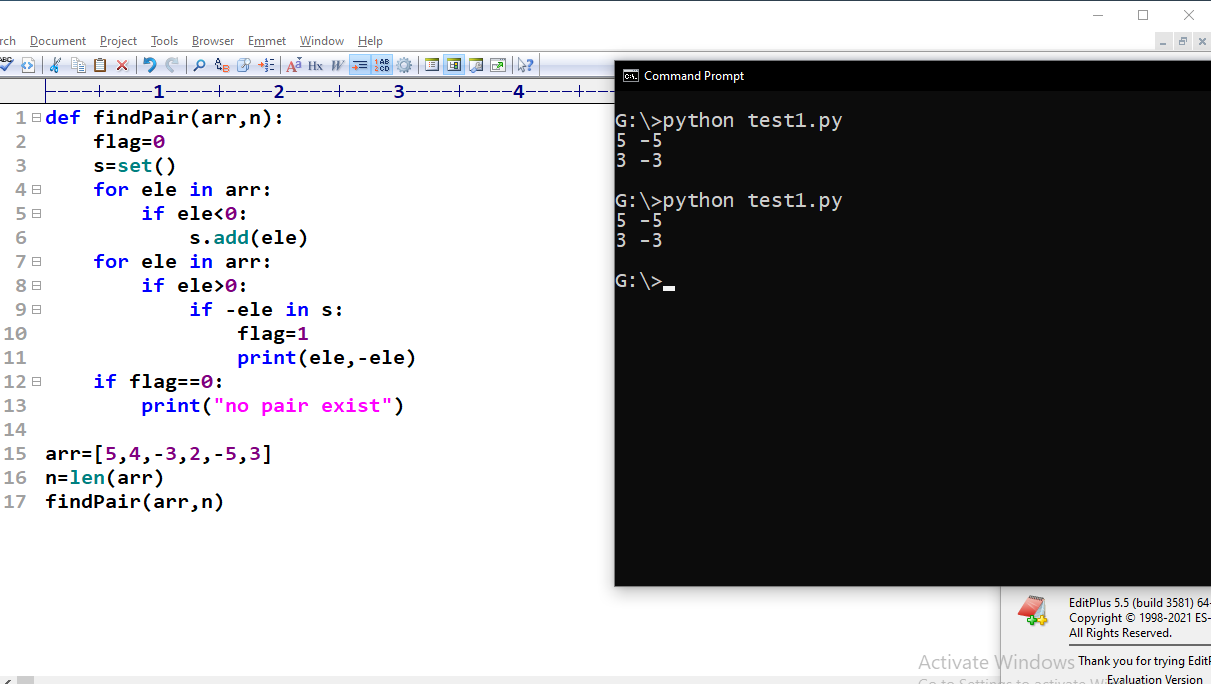 rch Document Project Tools Browser Emmet Window Help
ABC A B A Hx W 1AB 2CD ?
----+----1----+----2----+----3----+----4----+---
1 def findPair(arr,n):
2 flag=0
3 s=set()
4 for ele in arr:
5 if ele<0:
6 s.add(ele)
7 for ele in arr:
8 if ele>0:
9 if -ele in s:
10 flag=1
11 print(ele,-ele)
12 if flag==0:
13 print("no pair exist")
14
15 arr=[5,4,-3,2,-5,3]
16 n=len(arr)
17 findPair(arr,n)
C:\. Command Prompt
G:\>python test1.py
5 -5
3 -3
G:\>python test1.py
5 -5
3 -3
G:\>
EditPlus 5.5 (build 3581) 64-
Copyright © 1998-2021 ES-
All Rights Reserved.
Thank you for trying EditP
Evaluation Version
Activate Windows
Go to Settings to activate Wi